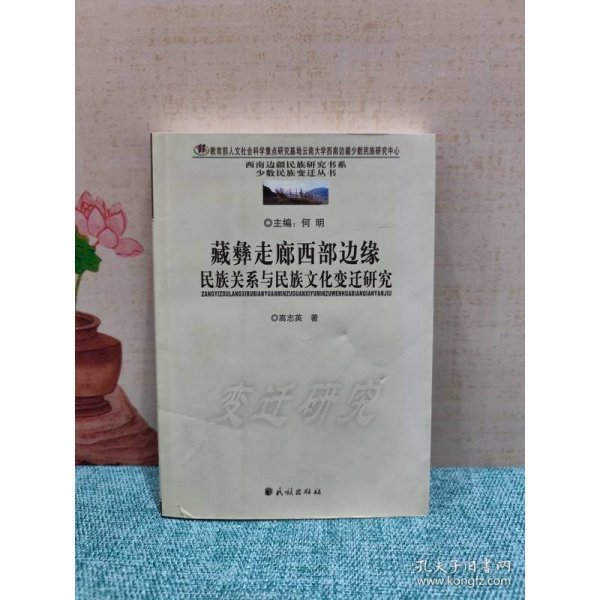 教育部人文社会科学重点研究基地云南大学西南边疆少数民族研究中心
西南边疆民族研究书系
少数民族变迁丛书
◎主编：何 明
藏彝走廊西部边缘
民族关系与民族文化变迁研究
ZANGYIZOULANGXIBUBIANYUANMINZUGUANXIYUMINZUWENHUABIANQIANYANJIU
◎高志英 著
变迁研究
民族出版社
孔夫子旧书网
www.kongfz.com